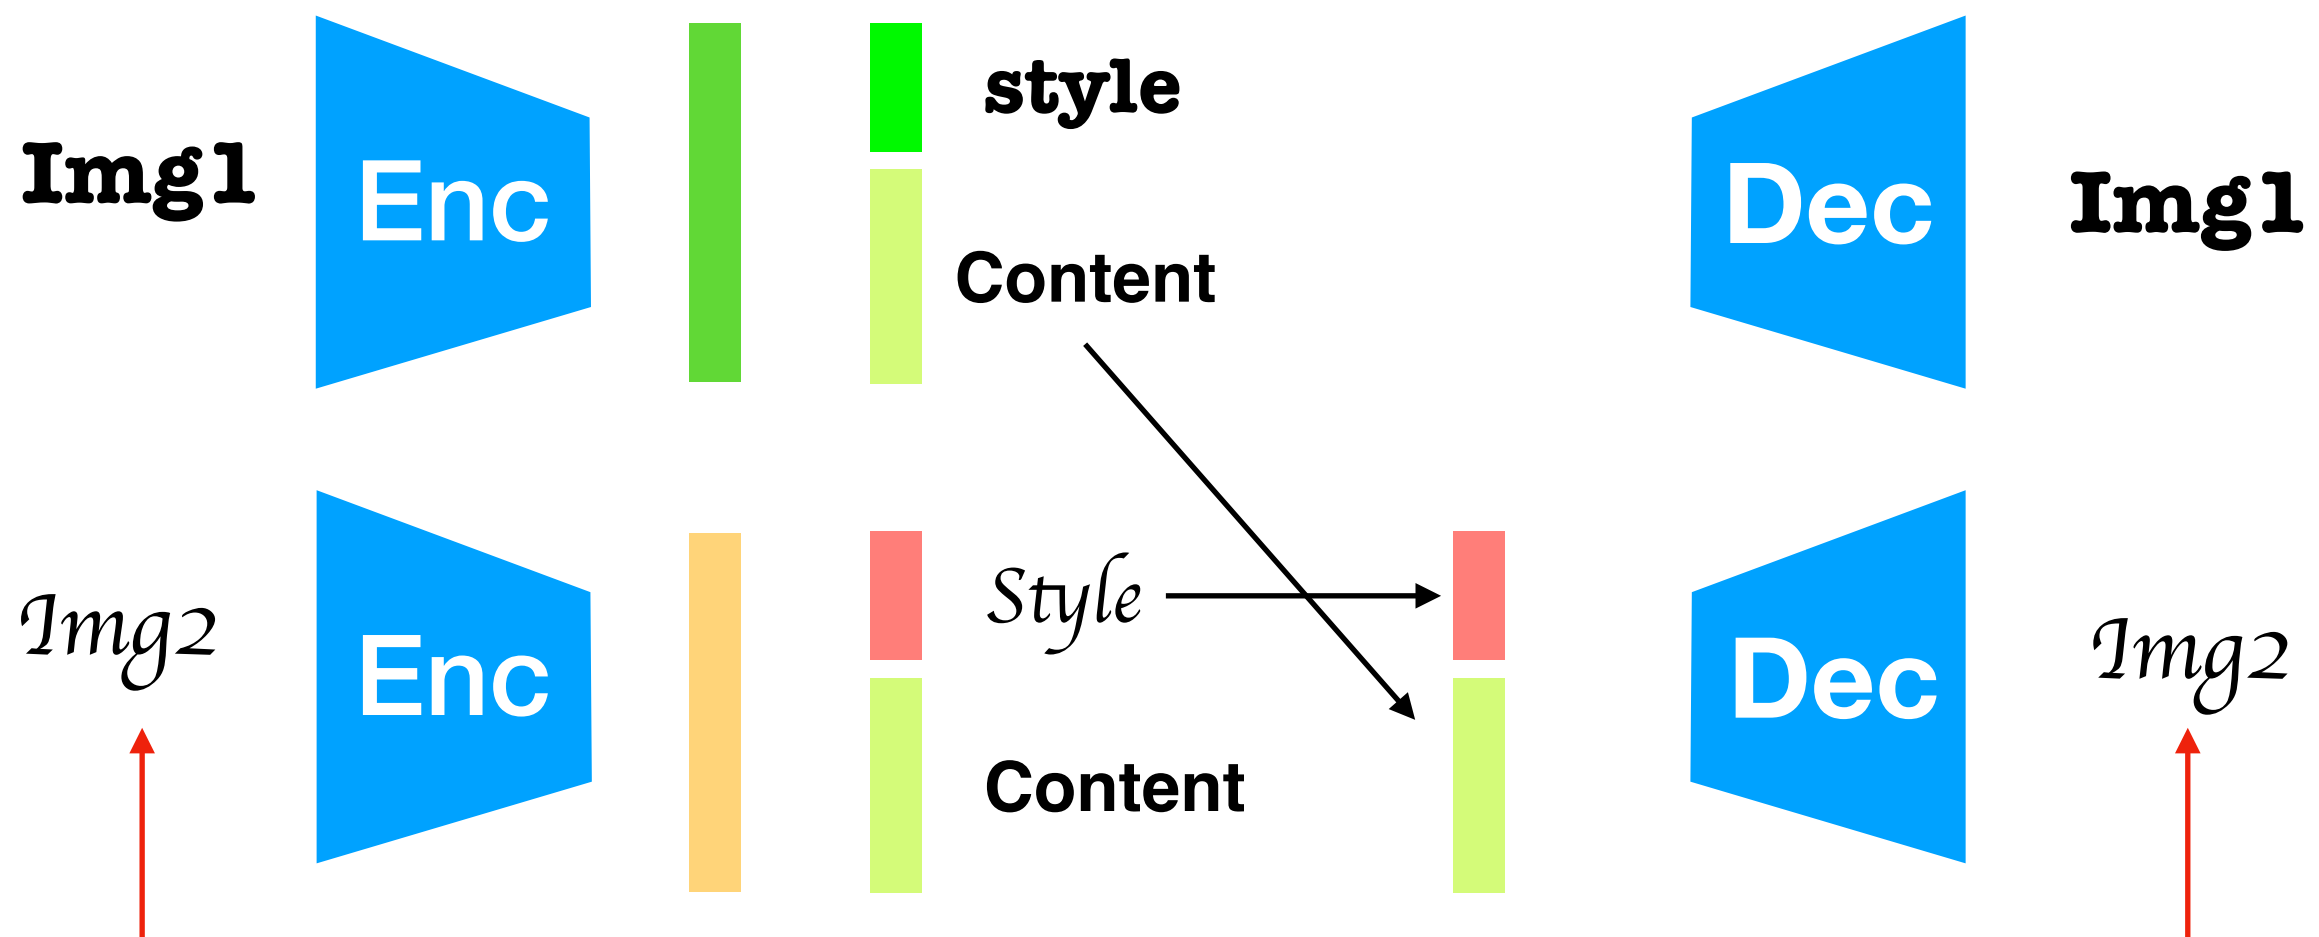 Img1
Enc
style
Content
Dec
Img1
Img2
Enc
Style
Content
Dec
Img2